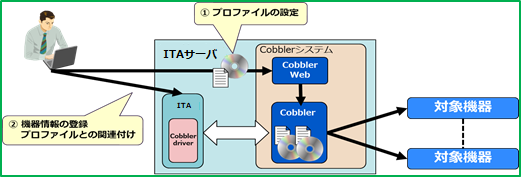 ① プロファイルの設定
ITAサーバ
Cobblerシステム
Cobbler
Web
② 機器情報の登録
プロファイルとの関連付け
ITA
Cobbler
driver
Cobbler
対象機器
対象機器